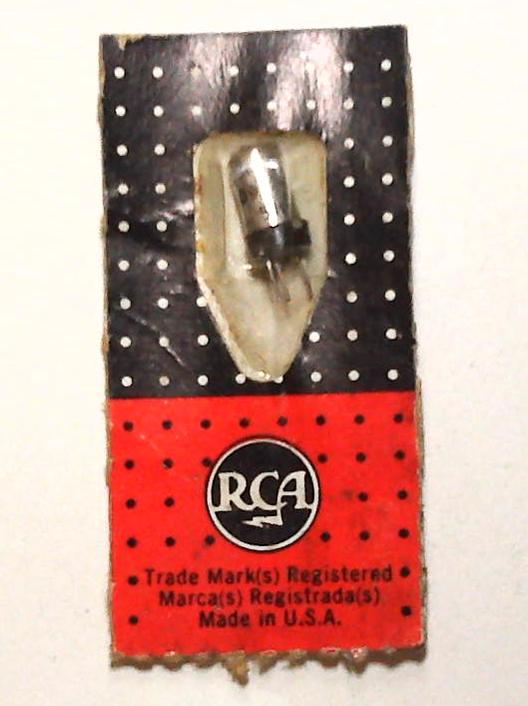 RCA
Trade Mark(s) Registered
Marca(s) Registrada(s)
Made in U.S.A.